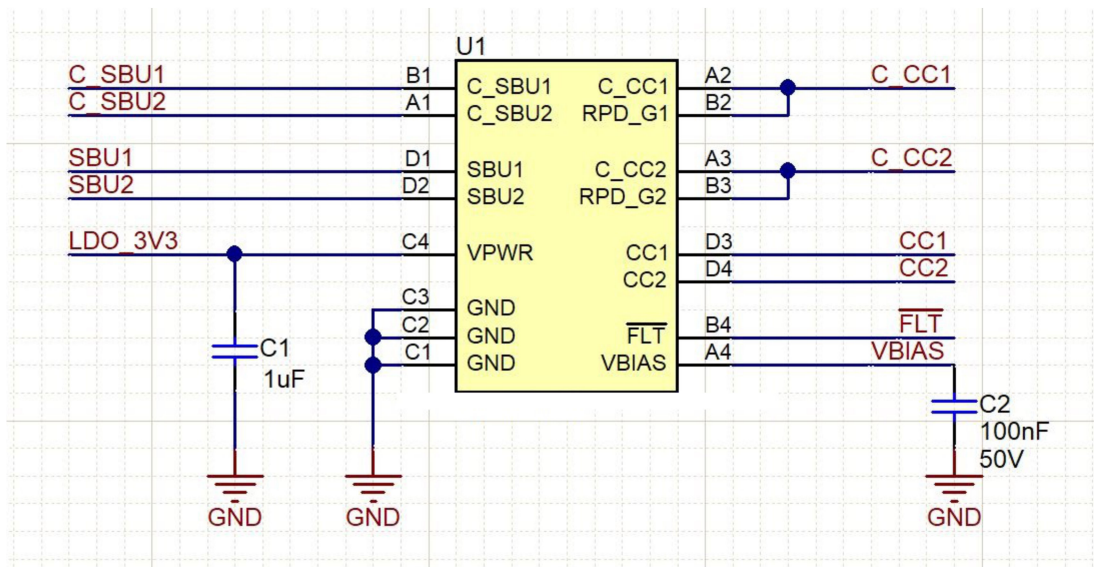 U1
C_SBU1 B1 C_SBU1 C_CC1 A2 C_CC1
C_SBU2 A1 C_SBU2 RPD_G1 B2
SBU1 D1 SBU1 C_CC2 A3 C_CC2
SBU2 D2 SBU2 RPD_G2 B3
LDO_3V3 C4 VPWR CC1 D3 CC1
CC2 D4 CC2
C3 GND
C2 GND FLT B4 FLT
C1 GND VBIAS A4 VBIAS
C1
1uF
C2
100nF
50V
GND GND GND